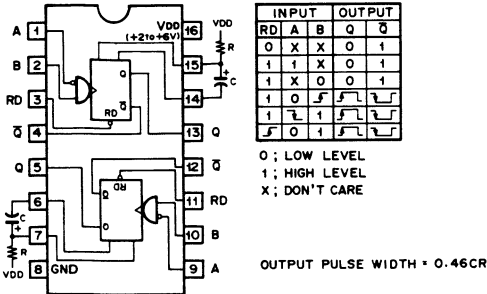 A 1
B 2
RD 3
Q̅ 4
Q 5
6
7
8 GND
C
+
R
VDD
VDD
(+2 to +6V)
16
15
14
13 Q
12 Q̅
11 RD
10 B
9 A
VDD
R
+
C
Q
Q̅
RD
RD
Q̅
Q
INPUT OUTPUT
RD A B Q Q̅
0 X X 0 1
1 1 X 0 1
1 X 0 0 1
1 0
1 1
0 1
0 ; LOW LEVEL
1 ; HIGH LEVEL
X ; DON'T CARE
OUTPUT PULSE WIDTH = 0.46CR